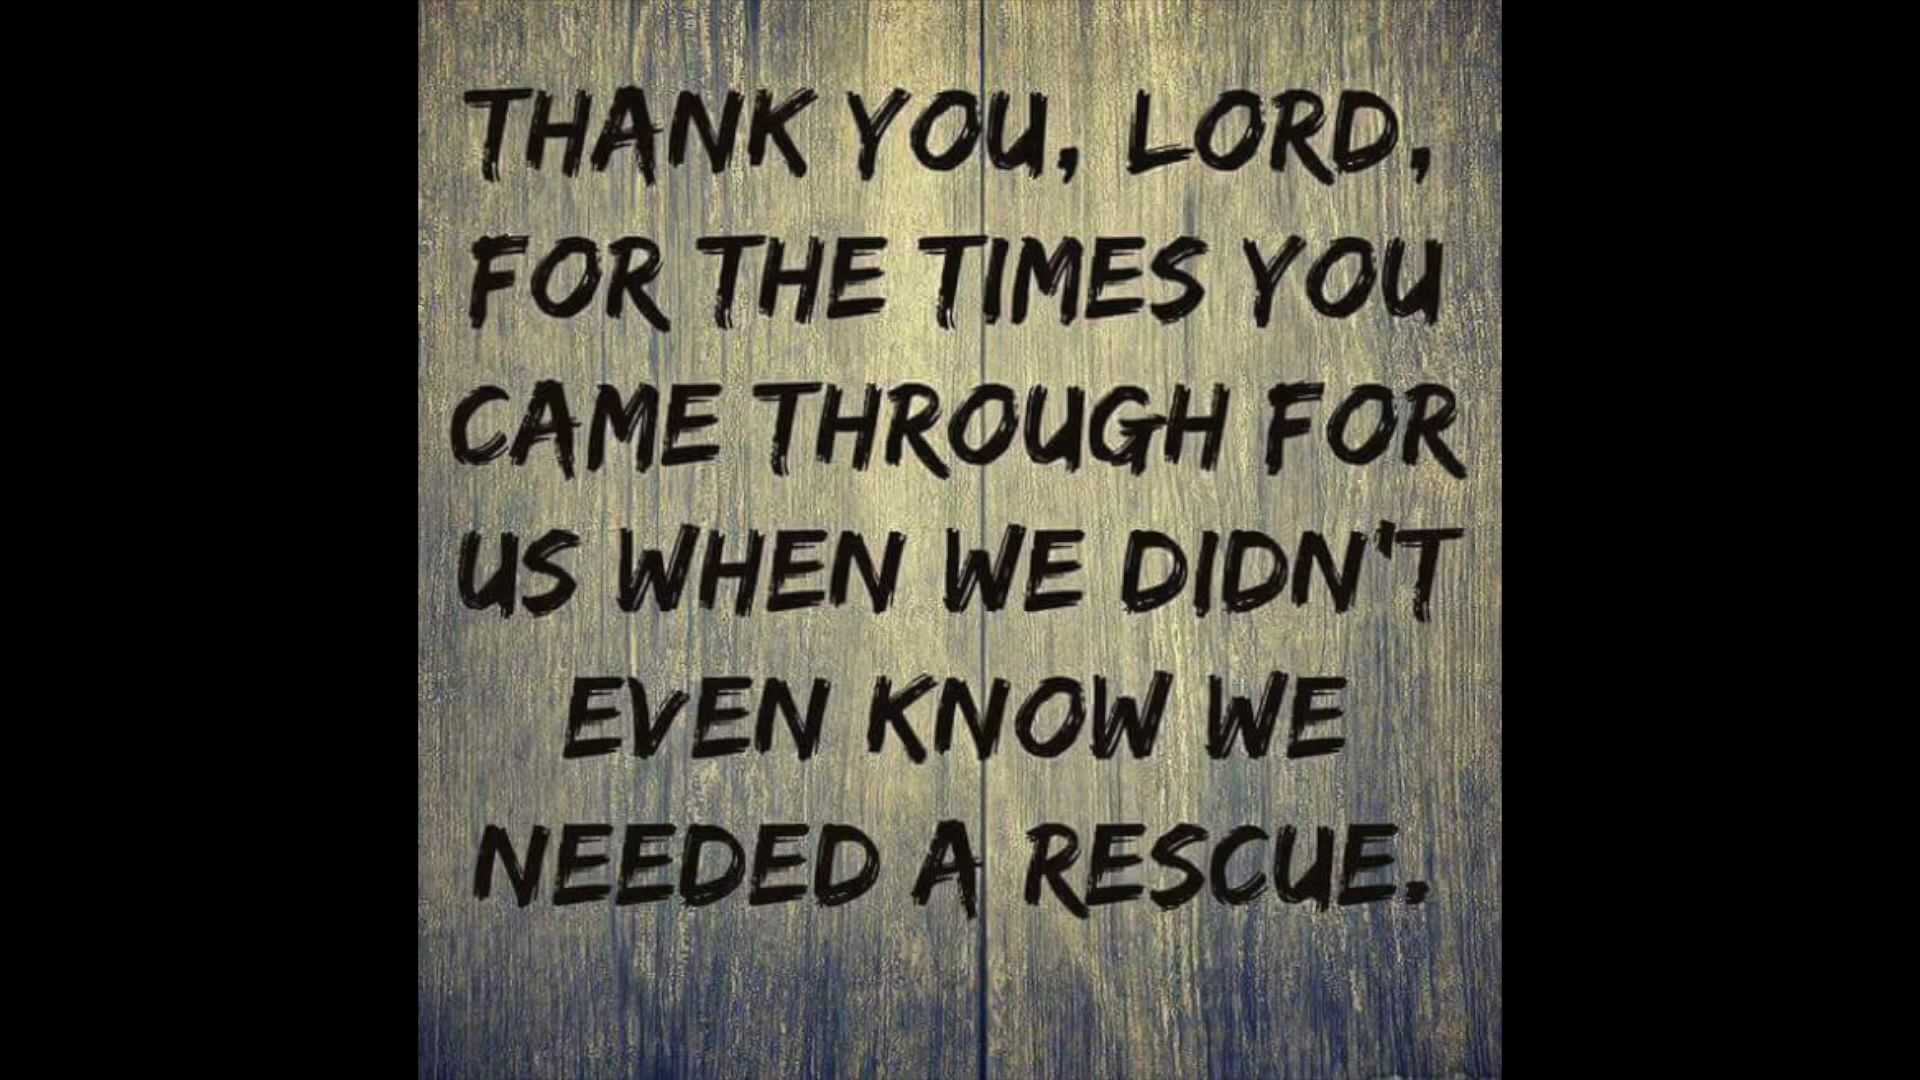 THANK YOU, LORD,
FOR THE TIMES YOU
CAME THROUGH FOR
US WHEN WE DIDN'T
EVEN KNOW WE
NEEDED A RESCUE.